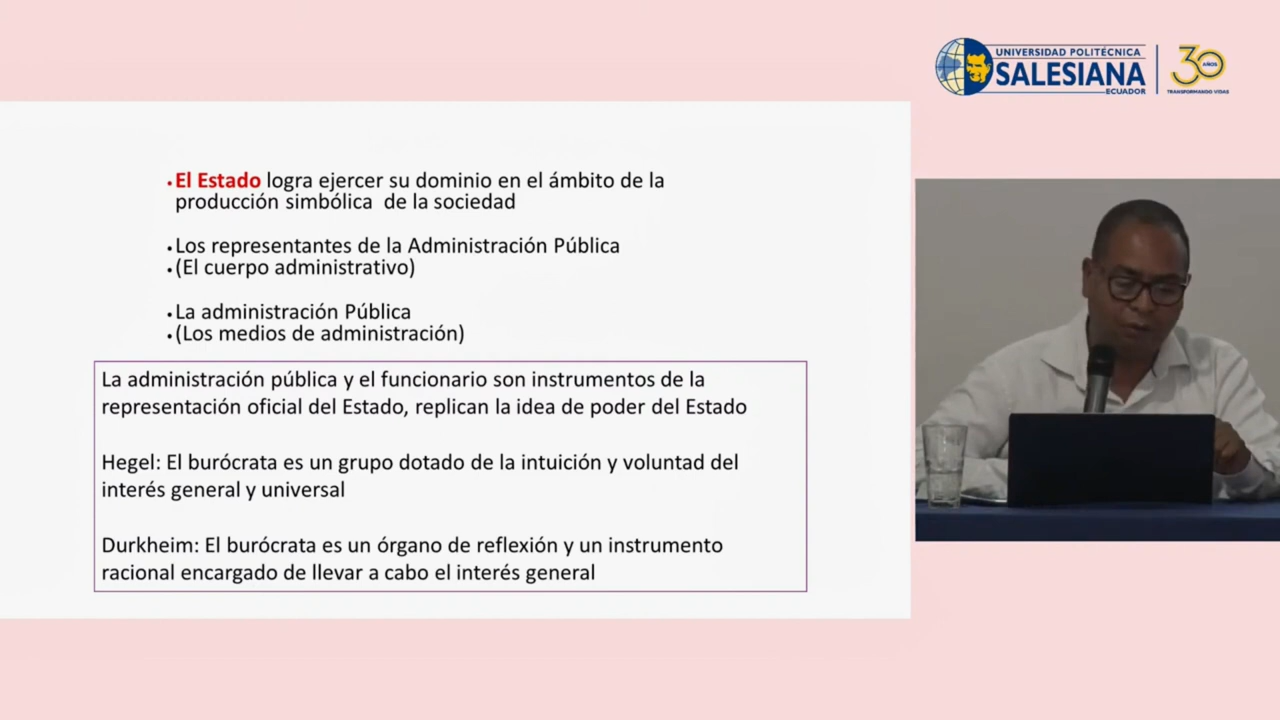 UNIVERSIDAD POLITÉCNICA
SALESIANA
ECUADOR
30
AÑOS
TRANSFORMANDO VIDAS
• El Estado logra ejercer su dominio en el ámbito de la
producción simbólica de la sociedad
• Los representantes de la Administración Pública
• (El cuerpo administrativo)
• La administración Pública
• (Los medios de administración)
La administración pública y el funcionario son instrumentos de la
representación oficial del Estado, replican la idea de poder del Estado
Hegel: El burócrata es un grupo dotado de la intuición y voluntad del
interés general y universal
Durkheim: El burócrata es un órgano de reflexión y un instrumento
racional encargado de llevar a cabo el interés general